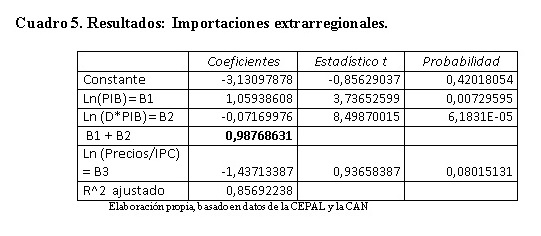 Cuadro 5. Resultados: Importaciones extrarregionales.
Coeficientes Estadístico t Probabilidad
Constante -3,13097878 -0,85629037 0,42018054
Ln(PIB)= B1 1,05938608 3,73652599 0,00729595
Ln (D*PIB)= B2 -0,07169976 8,49870015 6,1831E-05
B1 + B2 0,98768631
Ln (Precios/IPC)
= B3 -1,43713387 0,93658387 0,08015131
R^2 ajustado 0,85692238
Elaboración propia, basado en datos de la CEPAL y la CAN